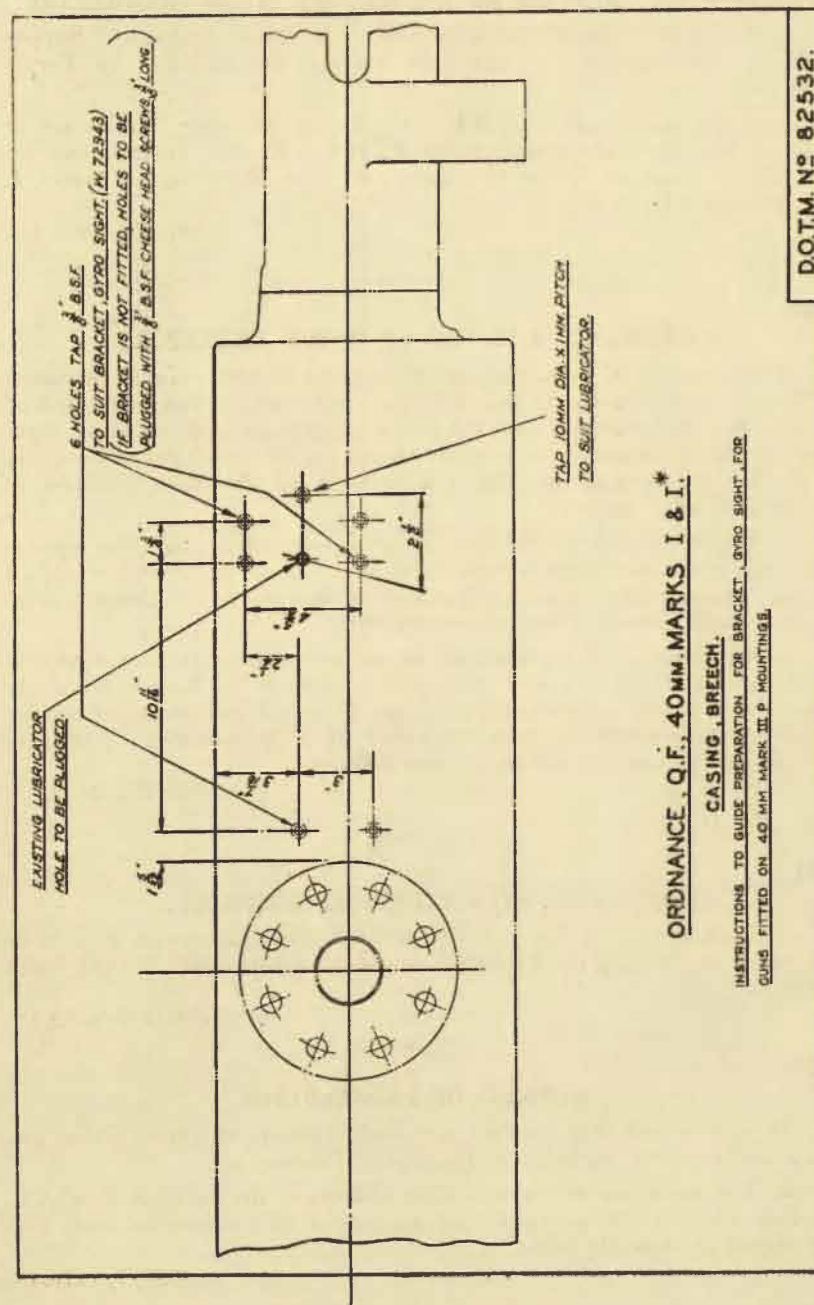 6 HOLES TAP 3/8" B.S.F.
TO SUIT BRACKET, GYRO SIGHT. (W. 72343)
(IF BRACKET IS NOT FITTED, HOLES TO BE
PLUGGED WITH 3/8" B.S.F. CHEESE HEAD SCREWS LONG)
EXISTING LUBRICATOR
HOLE TO BE PLUGGED.
TAP 10MM DIA. X 1MM. PITCH
TO SUIT LUBRICATOR.
3"
ORDNANCE, Q.F., 40MM. MARKS I & I.*
CASING, BREECH.
INSTRUCTIONS TO GUIDE PREPARATION FOR BRACKET, GYRO SIGHT, FOR
GUNS FITTED ON 40 MM MARK III P MOUNTINGS.
D.O.T.M. Nº 82532.